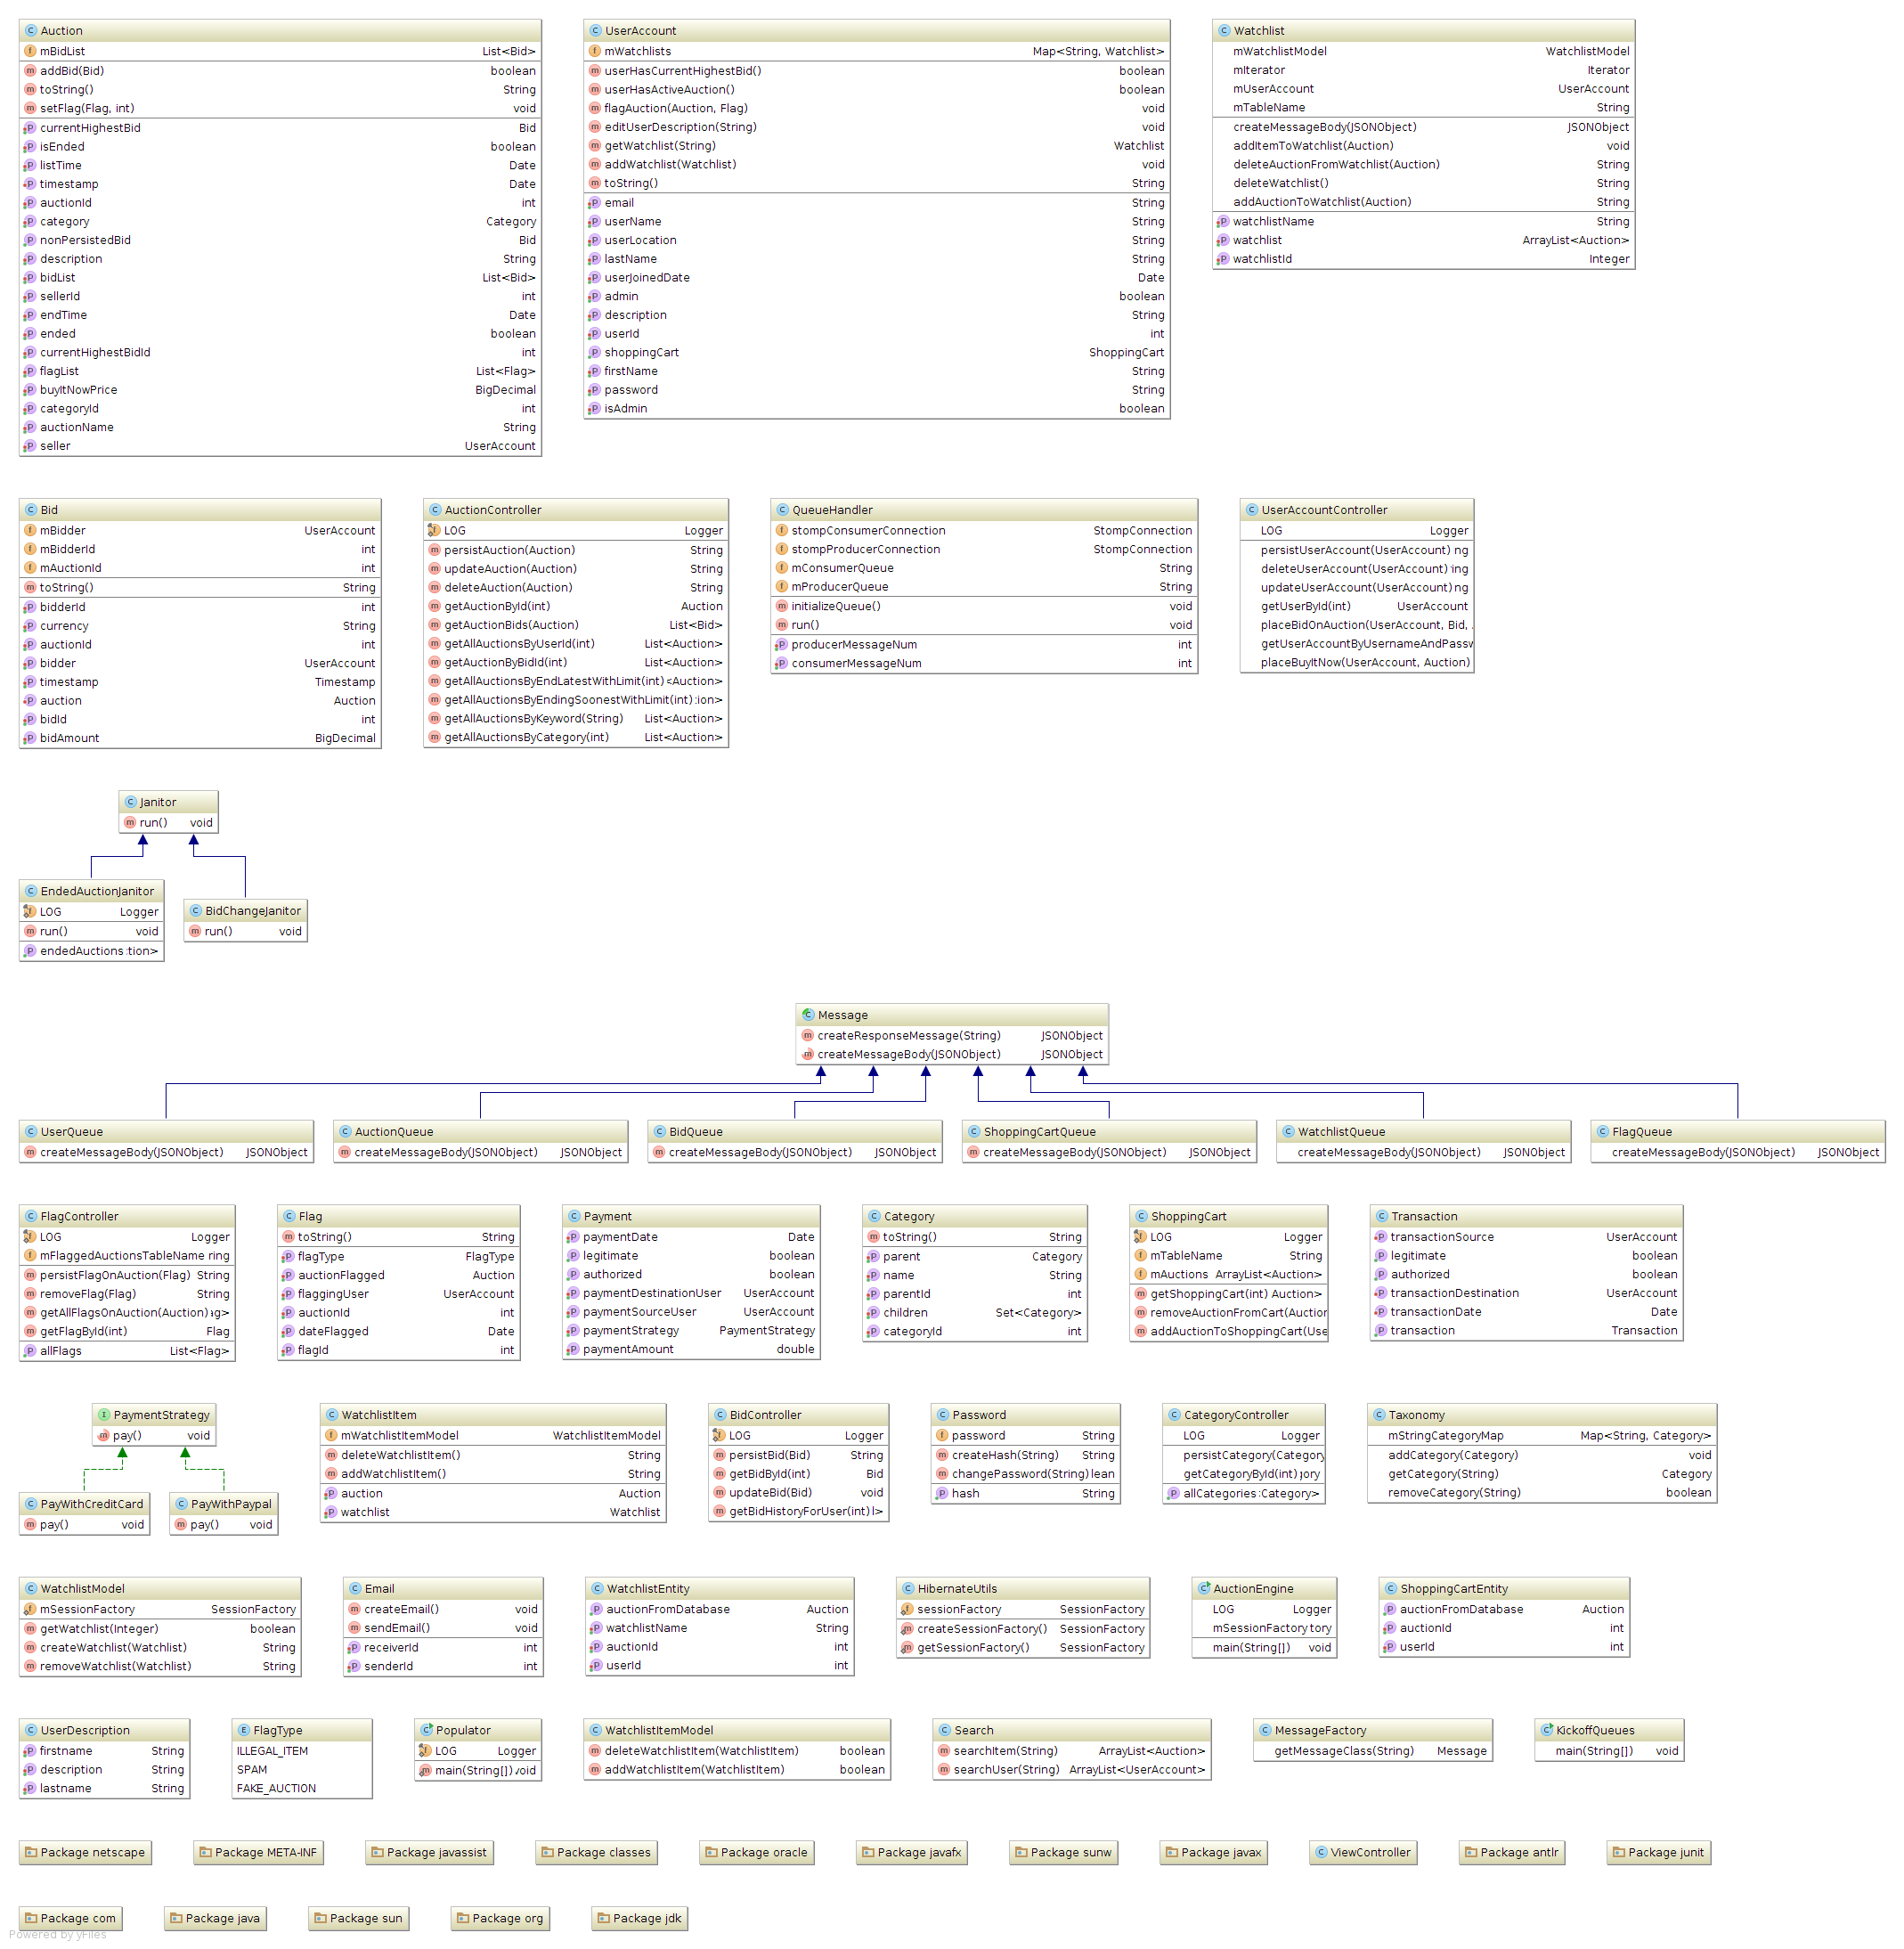 Auction
mBidList List<Bid>
addBid(Bid) boolean
toString() String
setFlag(Flag, int) void
currentHighestBid Bid
isEnded boolean
listTime Date
timestamp Date
auctionId int
category Category
nonPersistedBid Bid
description String
bidList List<Bid>
sellerId int
endTime Date
ended boolean
currentHighestBidId int
flagList List<Flag>
buyItNowPrice BigDecimal
categoryId int
auctionName String
seller UserAccount
UserAccount
mWatchlists Map<String, Watchlist>
userHasCurrentHighestBid() boolean
userHasActiveAuction() boolean
flagAuction(Auction, Flag) void
editUserDescription(String) void
getWatchlist(String) Watchlist
addWatchlist(Watchlist) void
toString() String
email String
userName String
userLocation String
lastName String
userJoinedDate Date
admin boolean
description String
userId int
shoppingCart ShoppingCart
firstName String
password String
isAdmin boolean
Watchlist
mWatchlistModel WatchlistModel
mIterator Iterator
mUserAccount UserAccount
mTableName String
createMessageBody(JSONObject) JSONObject
addItemToWatchlist(Auction) void
deleteAuctionFromWatchlist(Auction) String
deleteWatchlist() String
addAuctionToWatchlist(Auction) String
watchlistName String
watchlist ArrayList<Auction>
watchlistId Integer
Bid
mBidder UserAccount
mBidderId int
mAuctionId int
toString() String
bidderId int
currency String
auctionId int
bidder UserAccount
timestamp Timestamp
auction Auction
bidId int
bidAmount BigDecimal
AuctionController
LOG Logger
persistAuction(Auction) String
updateAuction(Auction) String
deleteAuction(Auction) String
getAuctionById(int) Auction
getAuctionBids(Auction) List<Bid>
getAllAuctionsByUserId(int) List<Auction>
getAuctionByBidId(int) List<Auction>
getAllAuctionsByEndLatestWithLimit(int) <Auction>
getAllAuctionsByEndingSoonestWithLimit(int) :ion>
getAllAuctionsByKeyword(String) List<Auction>
getAllAuctionsByCategory(int) List<Auction>
QueueHandler
stompConsumerConnection StompConnection
stompProducerConnection StompConnection
mConsumerQueue String
mProducerQueue String
initializeQueue() void
run() void
producerMessageNum int
consumerMessageNum int
UserAccountController
LOG Logger
persistUserAccount(UserAccount) ng
deleteUserAccount(UserAccount) ing
updateUserAccount(UserAccount) ng
getUserById(int) UserAccount
placeBidOnAuction(UserAccount, Bid, .
getUserAccountByUsernameAndPassw
placeBuyItNow(UserAccount, Auction)
Janitor
run() void
EndedAuctionJanitor
LOG Logger
run() void
endedAuctions :tion>
BidChangeJanitor
run() void
Message
createResponseMessage(String) JSONObject
createMessageBody(JSONObject) JSONObject
UserQueue
createMessageBody(JSONObject) JSONObject
AuctionQueue
createMessageBody(JSONObject) JSONObject
BidQueue
createMessageBody(JSONObject) JSONObject
ShoppingCartQueue
createMessageBody(JSONObject) JSONObject
WatchlistQueue
createMessageBody(JSONObject) JSONObject
FlagQueue
createMessageBody(JSONObject) JSONObject
FlagController
LOG Logger
mFlaggedAuctionsTableName ring
persistFlagOnAuction(Flag) String
removeFlag(Flag) String
getAllFlagsOnAuction(Auction) ig>
getFlagById(int) Flag
allFlags List<Flag>
Flag
toString() String
flagType FlagType
auctionFlagged Auction
flaggingUser UserAccount
auctionId int
dateFlagged Date
flagId int
Payment
paymentDate Date
legitimate boolean
authorized boolean
paymentDestinationUser UserAccount
paymentSourceUser UserAccount
paymentStrategy PaymentStrategy
paymentAmount double
Category
toString() String
parent Category
name String
parentId int
children Set<Category>
categoryId int
ShoppingCart
LOG Logger
mTableName String
mAuctions ArrayList<Auction>
getShoppingCart(int) Auction>
removeAuctionFromCart(Auction
addAuctionToShoppingCart(Use
Transaction
transactionSource UserAccount
legitimate boolean
authorized boolean
transactionDestination UserAccount
transactionDate Date
transaction Transaction
PaymentStrategy
pay() void
PayWithCreditCard
pay() void
PayWithPaypal
pay() void
WatchlistItem
mWatchlistItemModel WatchlistItemModel
deleteWatchlistItem() String
addWatchlistItem() String
auction Auction
watchlist Watchlist
BidController
LOG Logger
persistBid(Bid) String
getBidById(int) Bid
updateBid(Bid) void
getBidHistoryForUser(int) l>
Password
password String
createHash(String) String
changePassword(String) lean
hash String
CategoryController
LOG Logger
persistCategory(Category
getCategoryById(int) jory
allCategories :Category>
Taxonomy
mStringCategoryMap Map<String, Category>
addCategory(Category) void
getCategory(String) Category
removeCategory(String) boolean
WatchlistModel
mSessionFactory SessionFactory
getWatchlist(Integer) boolean
createWatchlist(Watchlist) String
removeWatchlist(Watchlist) String
Email
createEmail() void
sendEmail() void
receiverId int
senderId int
WatchlistEntity
auctionFromDatabase Auction
watchlistName String
auctionId int
userId int
HibernateUtils
sessionFactory SessionFactory
createSessionFactory() SessionFactory
getSessionFactory() SessionFactory
AuctionEngine
LOG Logger
mSessionFactory tory
main(String[]) void
ShoppingCartEntity
auctionFromDatabase Auction
auctionId int
userId int
UserDescription
firstname String
description String
lastname String
FlagType
ILLEGAL_ITEM
SPAM
FAKE_AUCTION
Populator
LOG Logger
main(String[]) void
WatchlistItemModel
deleteWatchlistItem(WatchlistItem) boolean
addWatchlistItem(WatchlistItem) boolean
Search
searchItem(String) ArrayList<Auction>
searchUser(String) ArrayList<UserAccount>
MessageFactory
getMessageClass(String) Message
KickoffQueues
main(String[]) void
Package netscape
Package META-INF
Package javassist
Package classes
Package oracle
Package javafx
Package sunw
Package javax
ViewController
Package antlr
Package junit
Package com
Package java
Package sun
Package org
Package jdk
Powered by yFiles